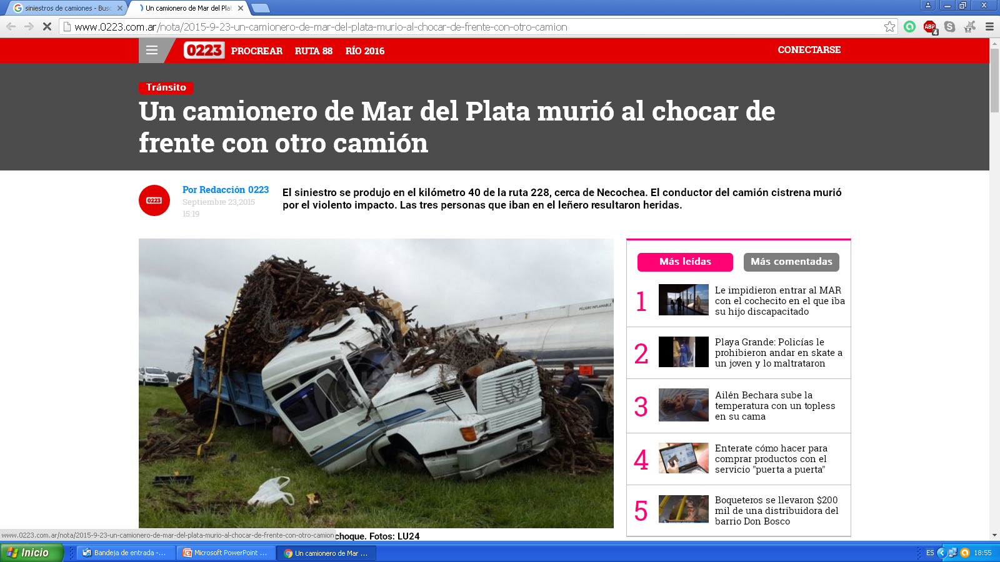 siniestros de camiones - Busc
Un camionero de Mar del Plat
www.0223.com.ar/nota/2015-9-23-un-camionero-de-mar-del-plata-murio-al-chocar-de-frente-con-otro-camion
ABP
4
0223
PROCREAR
RUTA 88
RÍO 2016
CONECTARSE
Tránsito
Un camionero de Mar del Plata murió al chocar de
frente con otro camión
0223
Por Redacción 0223
Septiembre 23,2015
15:19
El siniestro se produjo en el kilómetro 40 de la ruta 228, cerca de Necochea. El conductor del camión cistrena murió
por el violento impacto. Las tres personas que iban en el leñero resultaron heridas.
PELIGRO INFLAMABLE
Más leídas
Más comentadas
1
Le impidieron entrar al MAR
con el cochecito en el que iba
su hijo discapacitado
2
Playa Grande: Policías le
prohibieron andar en skate a
un joven y lo maltrataron
3
Ailén Bechara sube la
temperatura con un topless
en su cama
4
Enterate cómo hacer para
comprar productos con el
servicio "puerta a puerta"
5
Boqueteros se llevaron $200
mil de una distribuidora del
barrio Don Bosco
www.0223.com.ar/nota/2015-9-23-un-camionero-de-mar-del-plata-murio-al-chocar-de-frente-con-otro-camion
choque. Fotos: LU24
Inicio
Bandeja de entrada -...
Microsoft PowerPoint ...
Un camionero de Mar ...
ES
18:55